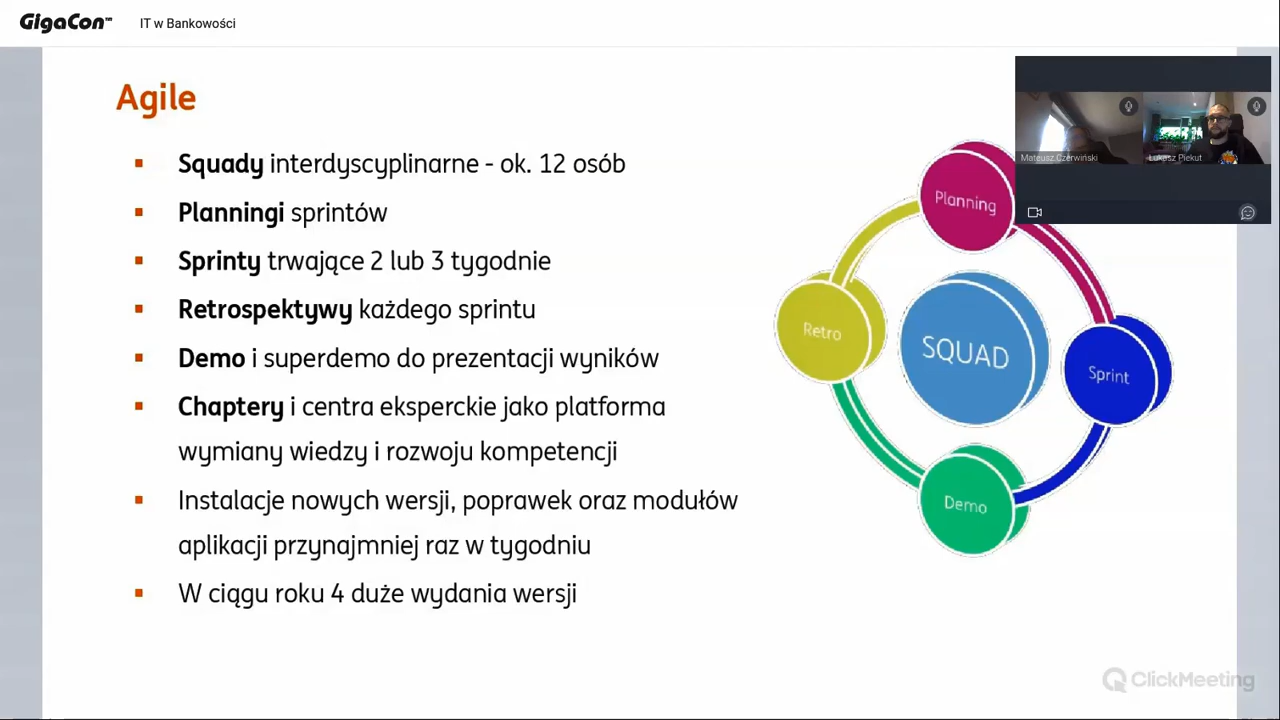 GigaCon™
IT w Bankowości
Agile
Squady interdyscyplinarne - ok. 12 osób
Planningi sprintów
Sprinty trwające 2 lub 3 tygodnie
Retrospektywy każdego sprintu
Demo i superdemo do prezentacji wyników
Chaptery i centra eksperckie jako platforma
wymiany wiedzy i rozwoju kompetencji
Instalacje nowych wersji, poprawek oraz modułów
aplikacji przynajmniej raz w tygodniu
W ciągu roku 4 duże wydania wersji
Mateusz Czerwiński
Łukasz Piekut
Planning
Retro
SQUAD
Sprint
Demo
ClickMeeting